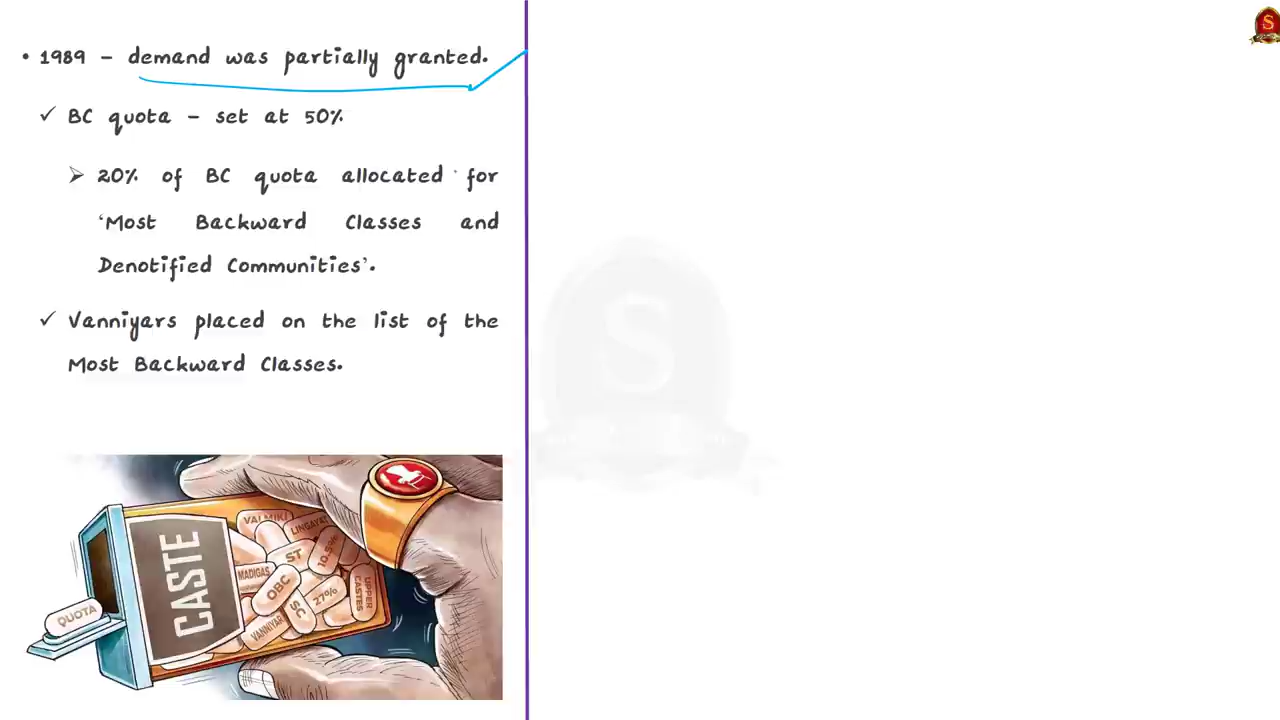 • 1989 – demand was partially granted.
✓ BC quota – set at 50%
➢ 20% of BC quota allocated for
‘Most Backward Classes and
Denotified Communities’.
✓ Vanniyars placed on the list of the
Most Backward Classes.
S
S
VALMIKI
LINGAYAT
CASTE
ST
10.5%
MADIGAS
OBC
UPPER
CASTES
27%
SC
QUOTA
VANNIYAR